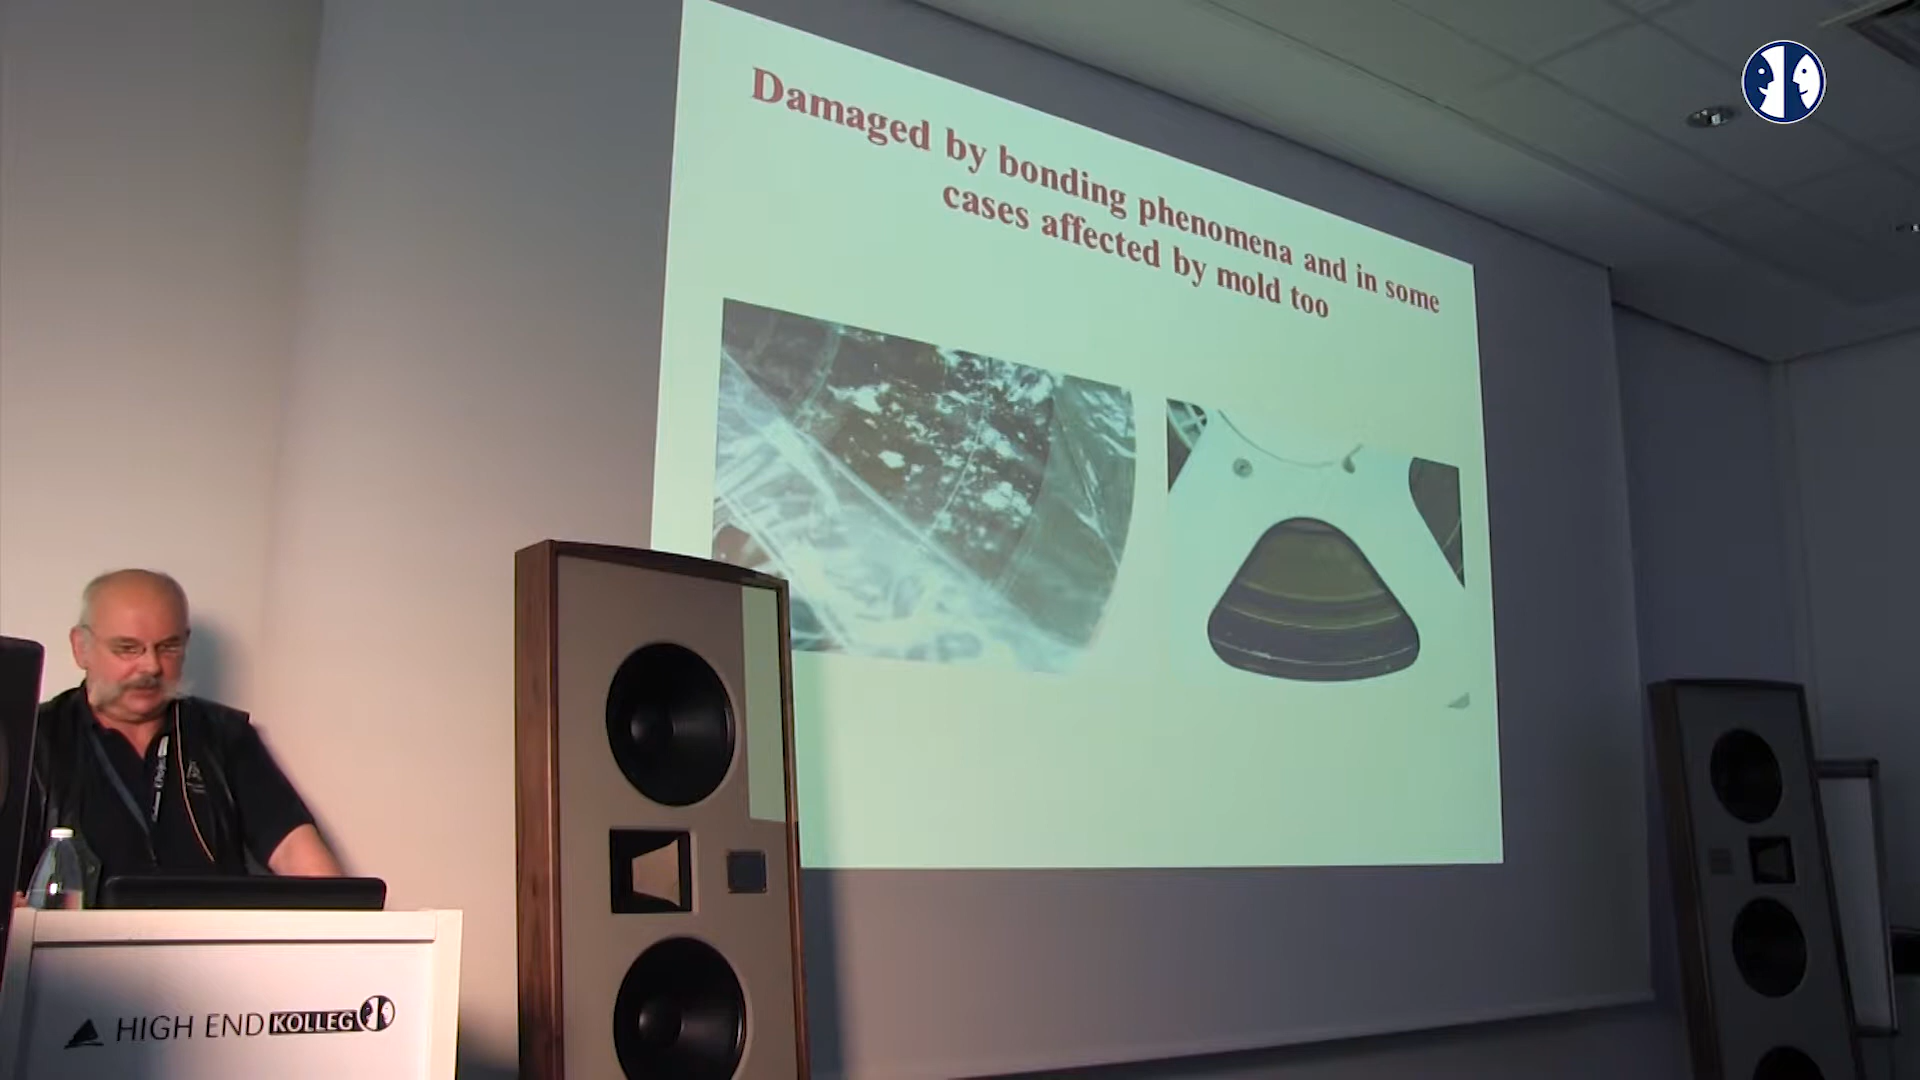 Damaged by bonding phenomena and in some
cases affected by mold too
HIGH END KOLLEG